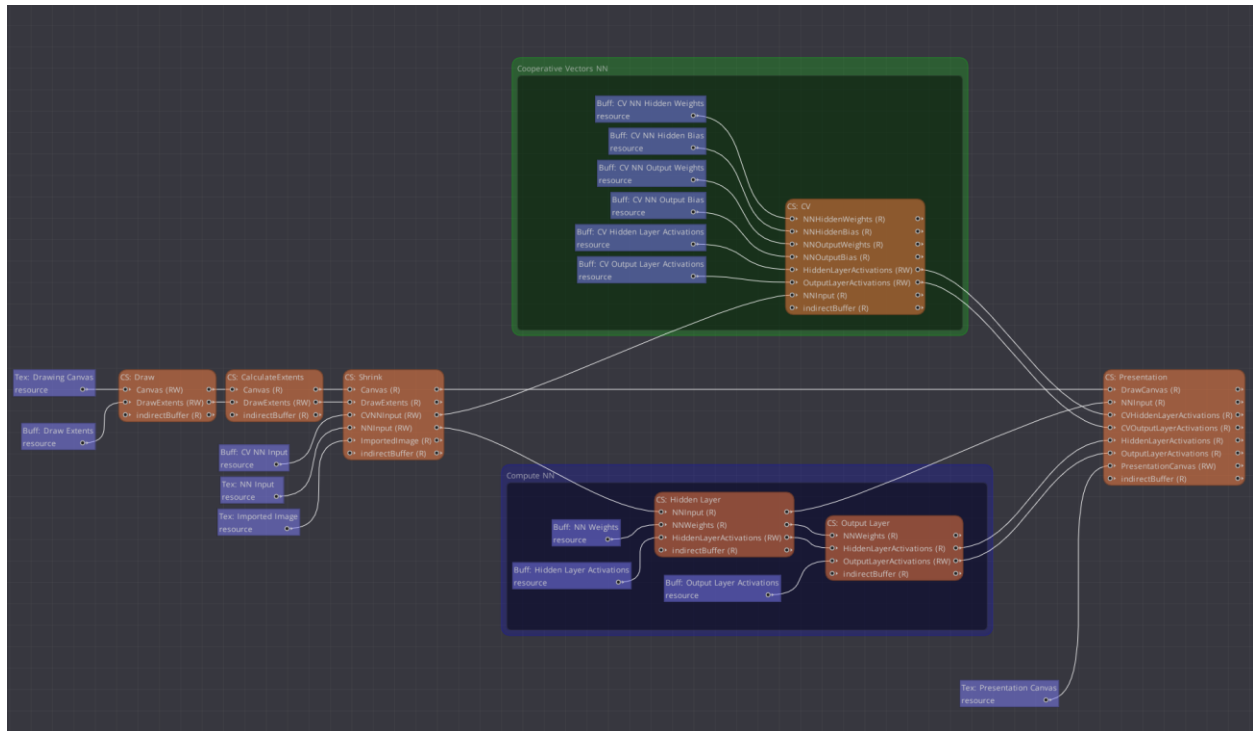 Cooperative Vectors NN
Buff: CV NN Hidden Weights
resource
Buff: CV NN Hidden Bias
resource
Buff: CV NN Output Weights
resource
Buff: CV NN Output Bias
resource
Buff: CV Hidden Layer Activations
resource
Buff: CV Output Layer Activations
resource
CS: CV
NNHiddenWeights (R)
NNHiddenBias (R)
NNOutputWeights (R)
NNOutputBias (R)
HiddenLayerActivations (RW)
OutputLayerActivations (RW)
NNInput (R)
indirectBuffer (R)
Tex: Drawing Canvas
resource
Buff: Draw Extents
resource
CS: Draw
Canvas (RW)
DrawExtents (RW)
indirectBuffer (R)
CS: CalculateExtents
Canvas (R)
DrawExtents (RW)
indirectBuffer (R)
CS: Shrink
Canvas (R)
DrawExtents (R)
CVNNInput (RW)
NNInput (RW)
ImportedImage (R)
indirectBuffer (R)
Buff: CV NN Input
resource
Tex: NN Input
resource
Tex: Imported Image
resource
Compute NN
Buff: NN Weights
resource
Buff: Hidden Layer Activations
resource
CS: Hidden Layer
NNInput (R)
NNWeights (R)
HiddenLayerActivations (RW)
indirectBuffer (R)
Buff: Output Layer Activations
resource
CS: Output Layer
NNWeights (R)
HiddenLayerActivations (R)
OutputLayerActivations (RW)
indirectBuffer (R)
CS: Presentation
DrawCanvas (R)
NNInput (R)
CVHiddenLayerActivations (R)
CVOutputLayerActivations (R)
HiddenLayerActivations (R)
OutputLayerActivations (R)
PresentationCanvas (RW)
indirectBuffer (R)
Tex: Presentation Canvas
resource